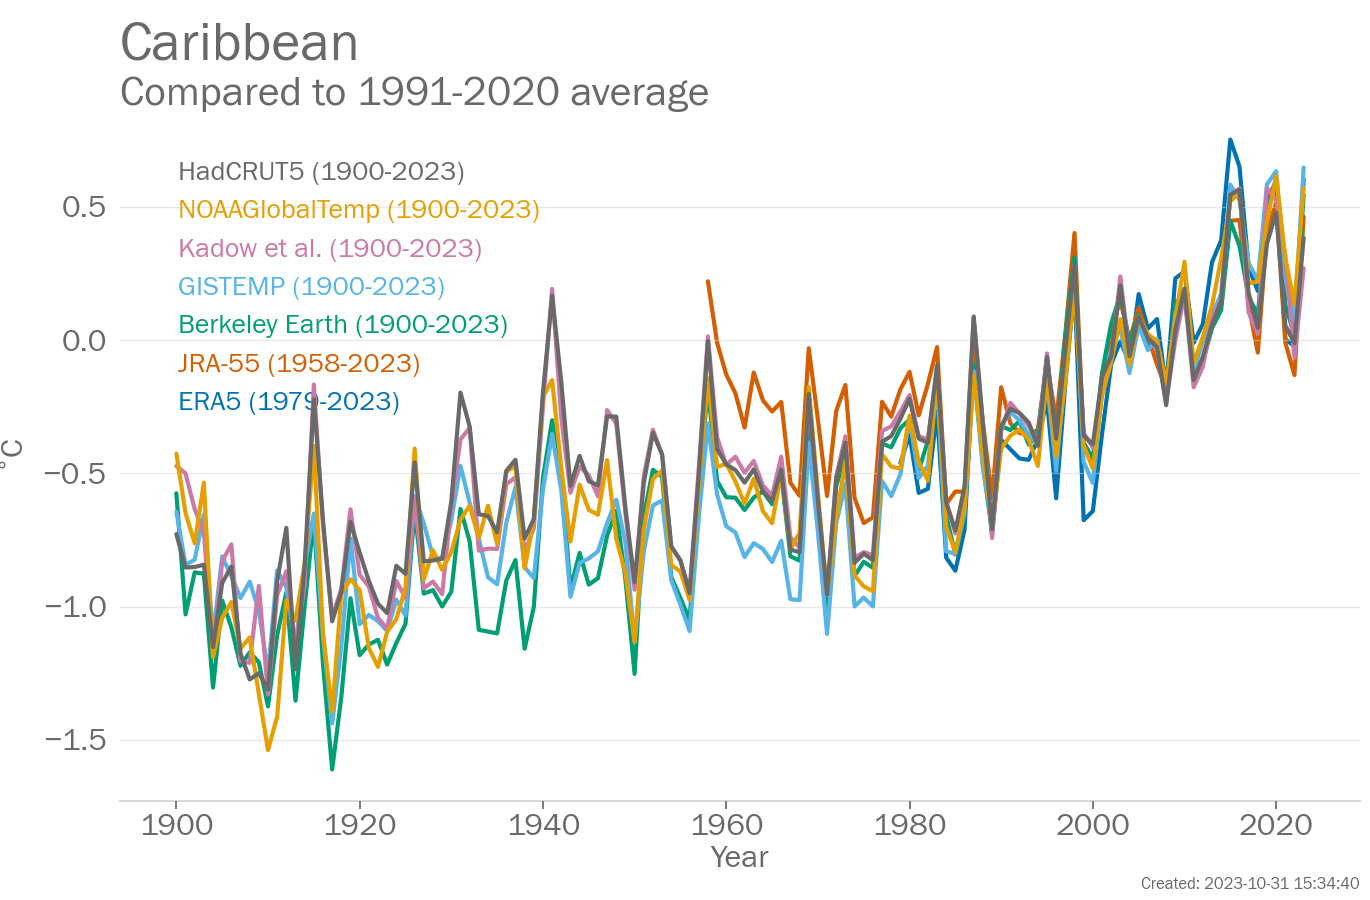 Caribbean
Compared to 1991-2020 average
HadCRUT5 (1900-2023)
NOAAGlobalTemp (1900-2023)
Kadow et al. (1900-2023)
GISTEMP (1900-2023)
Berkeley Earth (1900-2023)
JRA-55 (1958-2023)
ERA5 (1979-2023)
0.5
0.0
−0.5
−1.0
−1.5
°C
1900 1920 1940 1960 1980 2000 2020
Year
Created: 2023-10-31 15:34:40